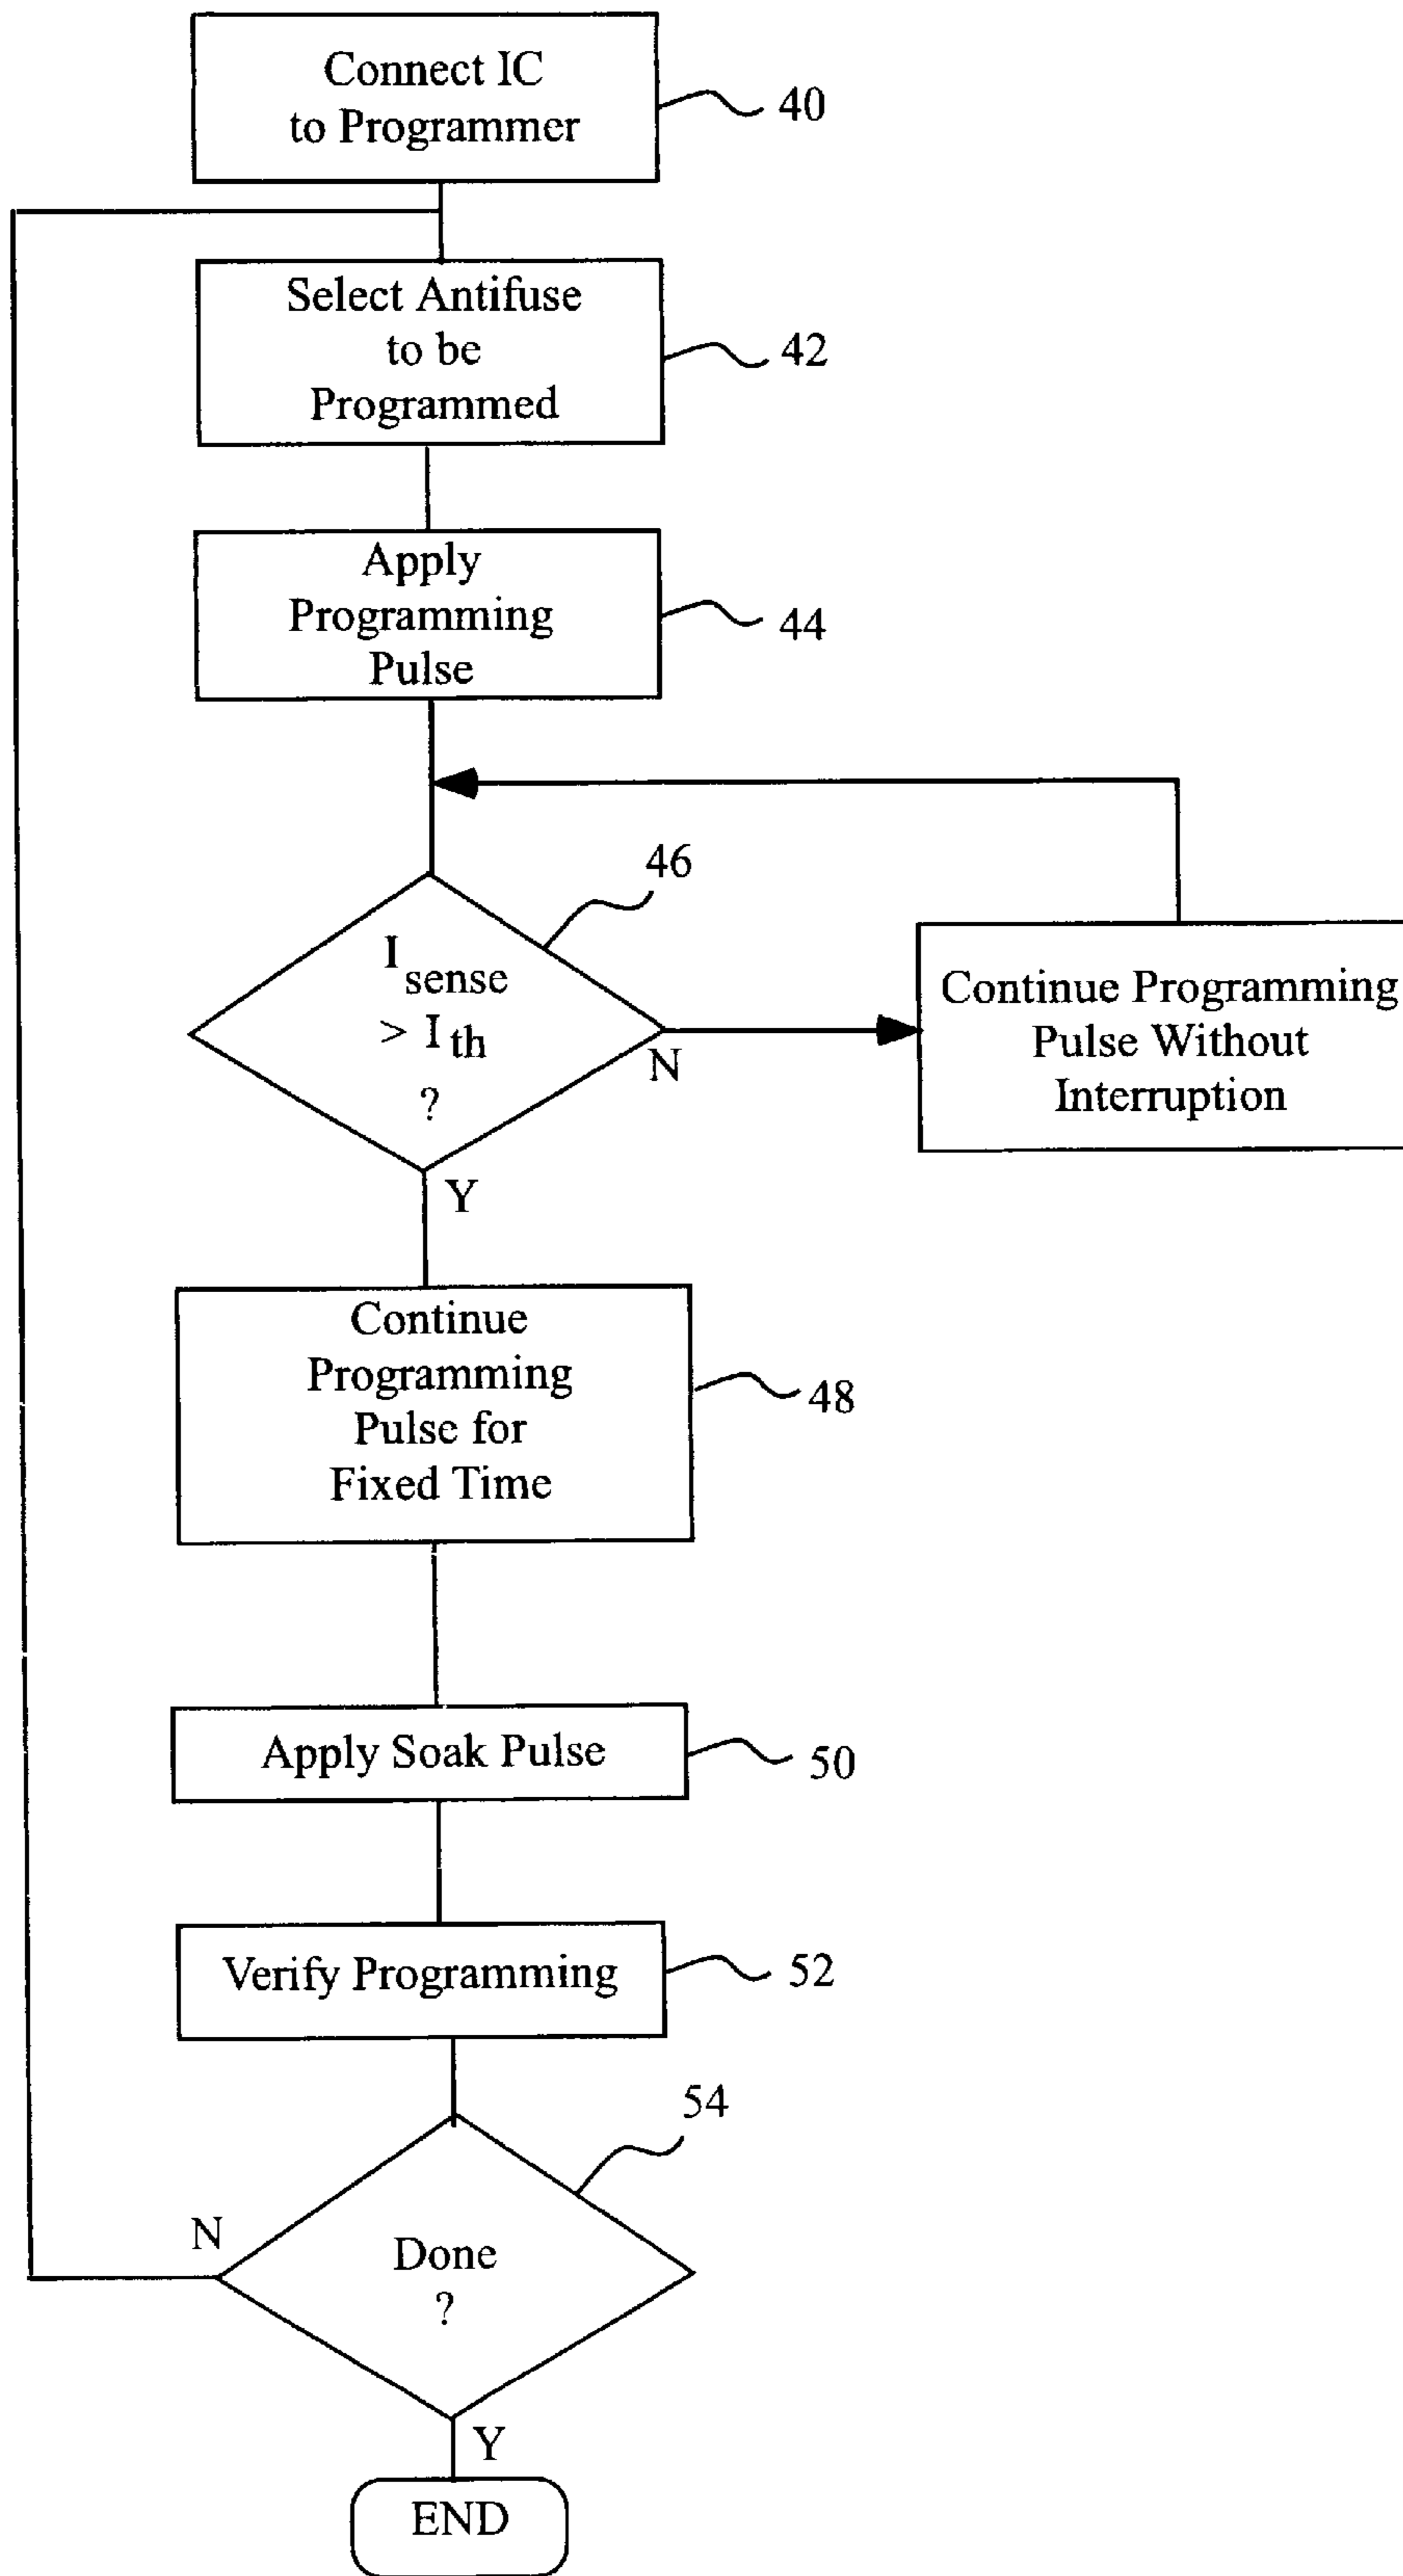 Connect IC
to Programmer
40
Select Antifuse
to be
Programmed
42
Apply
Programming
Pulse
44
46
I sense
> I th
?
N
Continue Programming
Pulse Without
Interruption
Y
Continue
Programming
Pulse for
Fixed Time
48
Apply Soak Pulse
50
Verify Programming
52
54
N
Done
?
Y
END